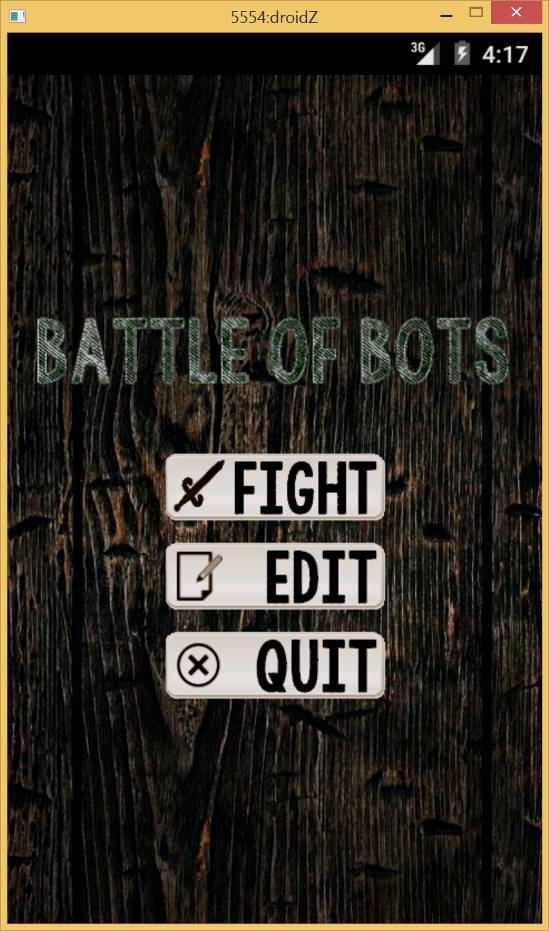 5554:droidZ
3G 4:17
BATTLE OF BOTS
FIGHT
EDIT
QUIT